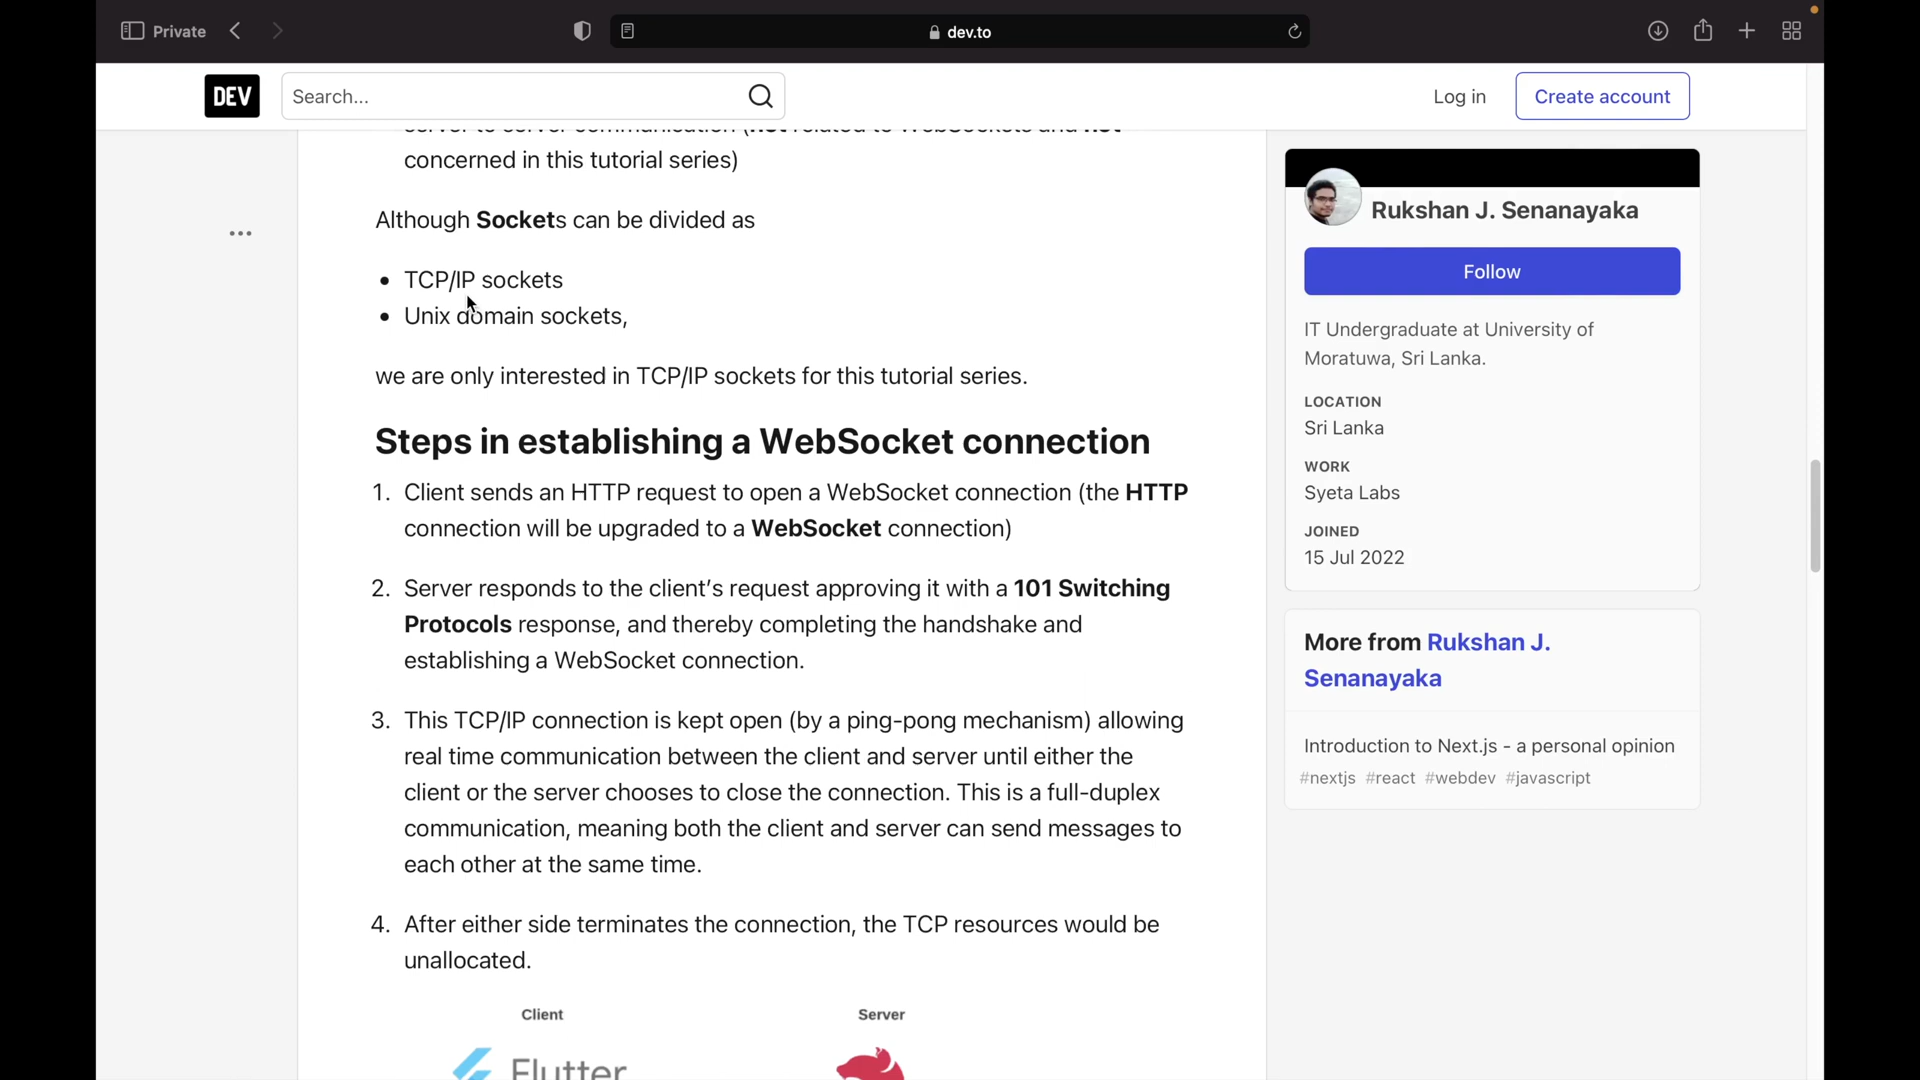 Private
dev.to
DEV
Search...
Log in
Create account
server to server communication (not related to WebSockets and not
concerned in this tutorial series)
Although Sockets can be divided as
• TCP/IP sockets
• Unix domain sockets,
we are only interested in TCP/IP sockets for this tutorial series.
Steps in establishing a WebSocket connection
1. Client sends an HTTP request to open a WebSocket connection (the HTTP
connection will be upgraded to a WebSocket connection)
2. Server responds to the client’s request approving it with a 101 Switching
Protocols response, and thereby completing the handshake and
establishing a WebSocket connection.
3. This TCP/IP connection is kept open (by a ping-pong mechanism) allowing
real time communication between the client and server until either the
client or the server chooses to close the connection. This is a full-duplex
communication, meaning both the client and server can send messages to
each other at the same time.
4. After either side terminates the connection, the TCP resources would be
unallocated.
Client
Server
Flutter
Rukshan J. Senanayaka
Follow
IT Undergraduate at University of
Moratuwa, Sri Lanka.
LOCATION
Sri Lanka
WORK
Syeta Labs
JOINED
15 Jul 2022
More from Rukshan J.
Senanayaka
Introduction to Next.js - a personal opinion
#nextjs #react #webdev #javascript